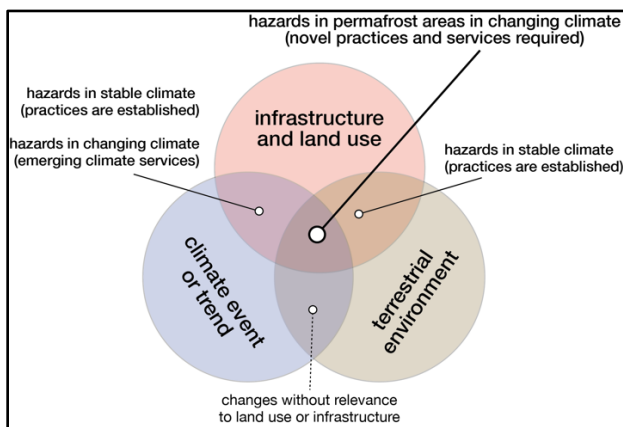 hazards in permafrost areas in changing climate
(novel practices and services required)
hazards in stable climate
(practices are established)
hazards in changing climate
(emerging climate services)
infrastructure
and land use
hazards in stable climate
(practices are established)
climate event
or trend
terrestrial
environment
changes without relevance
to land use or infrastructure